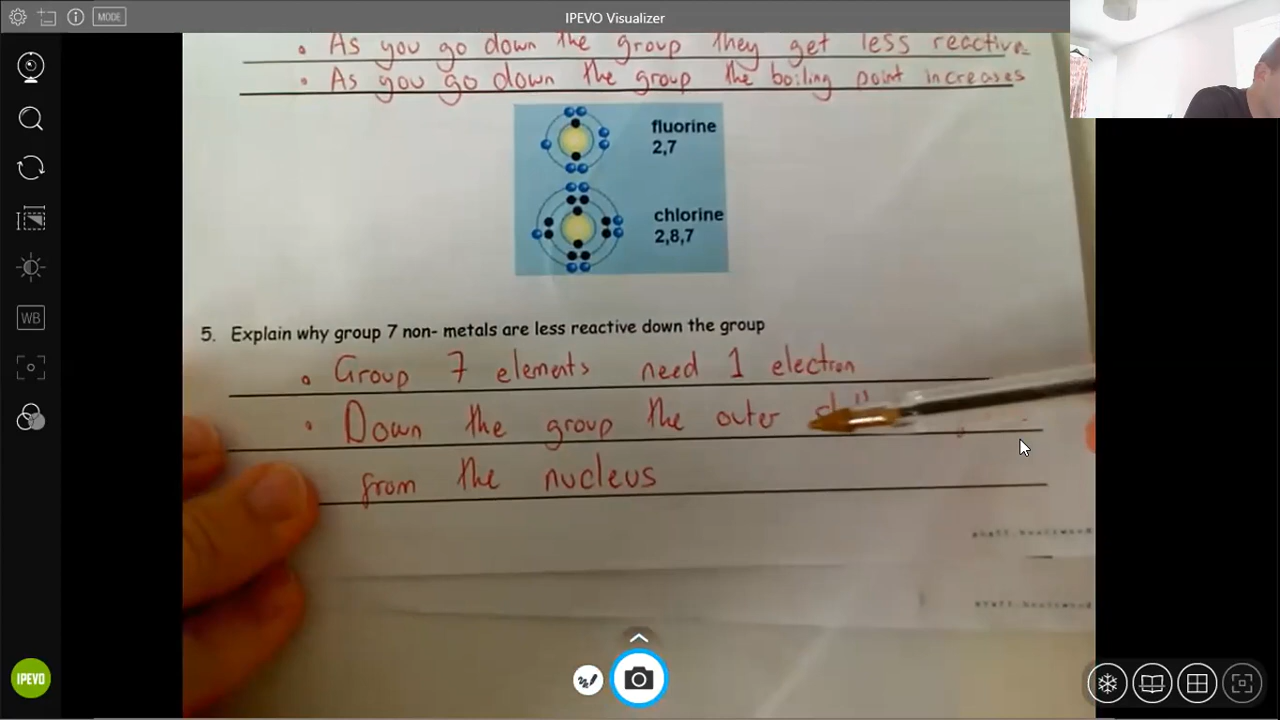 IPEVO Visualizer
MODE
• As you go down the group they get less reactive
• As you go down the group the boiling point increases
fluorine
2,7
chlorine
2,8,7
5. Explain why group 7 non- metals are less reactive down the group
• Group 7 elements need 1 electron
• Down the group the outer
from the nucleus
WB
IPEVO